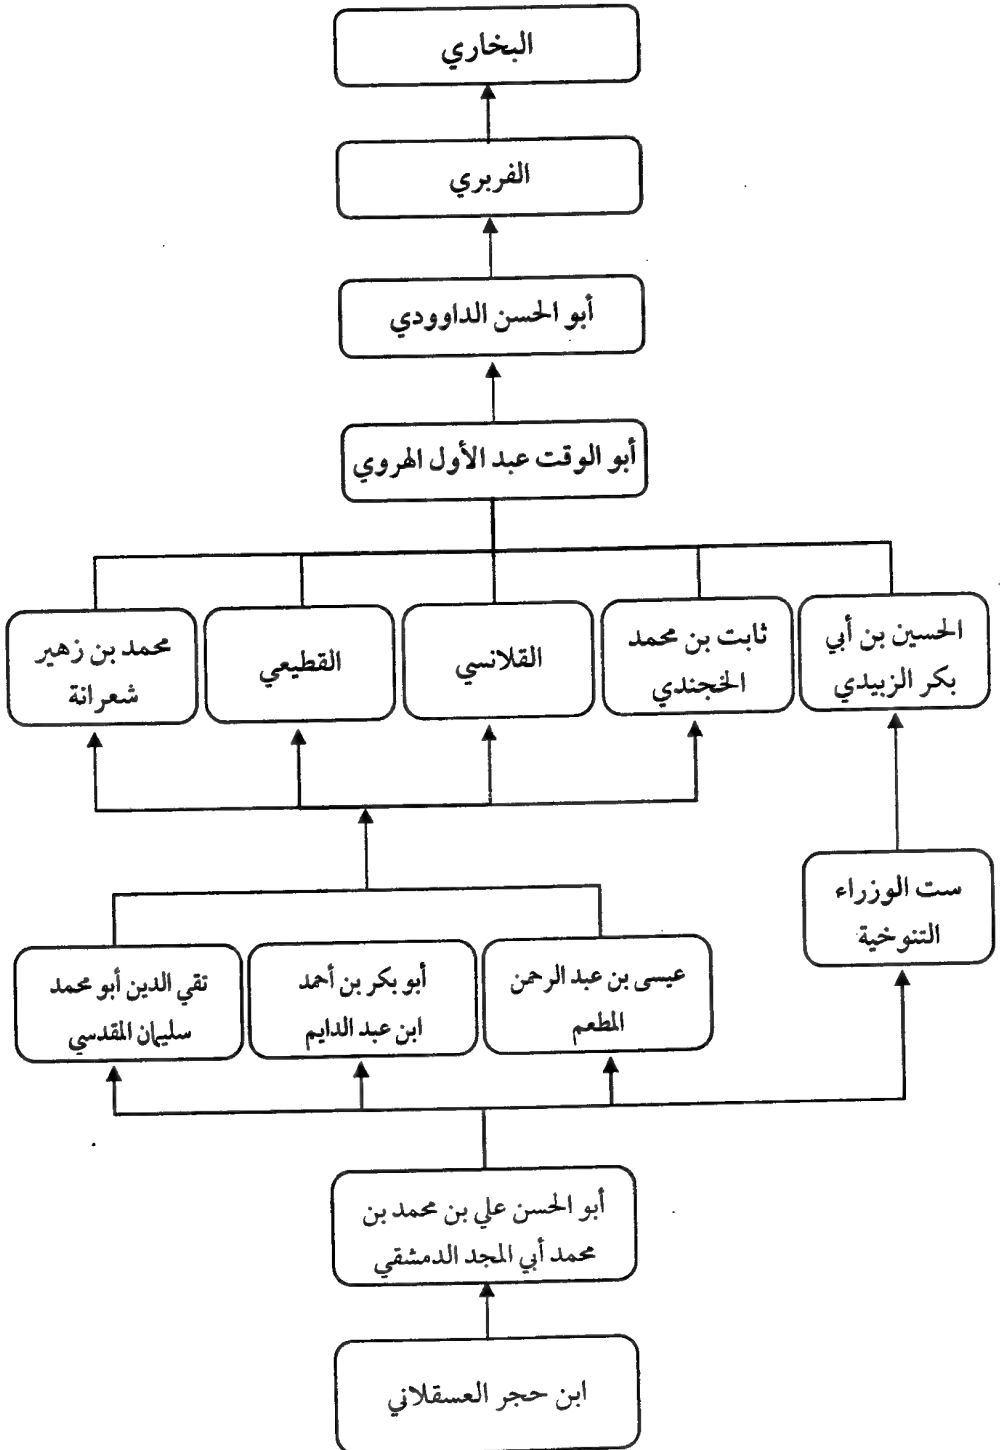 البخاري
الفربري
أبو الحسن الداوودي
أبو الوقت عبد الأول الهروي
الحسين بن أبي
بكر الزبيدي
ثابت بن محمد
الخجندي
القلانسي
القطيعي
محمد بن زهير
شعرانة
ست الوزراء
التنوخية
عيسى بن عبد الرحمن
المطعم
أبو بكر بن أحمد
ابن عبد الدايم
تقي الدين أبو محمد
سليمان المقدسي
أبو الحسن علي بن محمد بن
محمد أبي المجد الدمشقي
ابن حجر العسقلاني